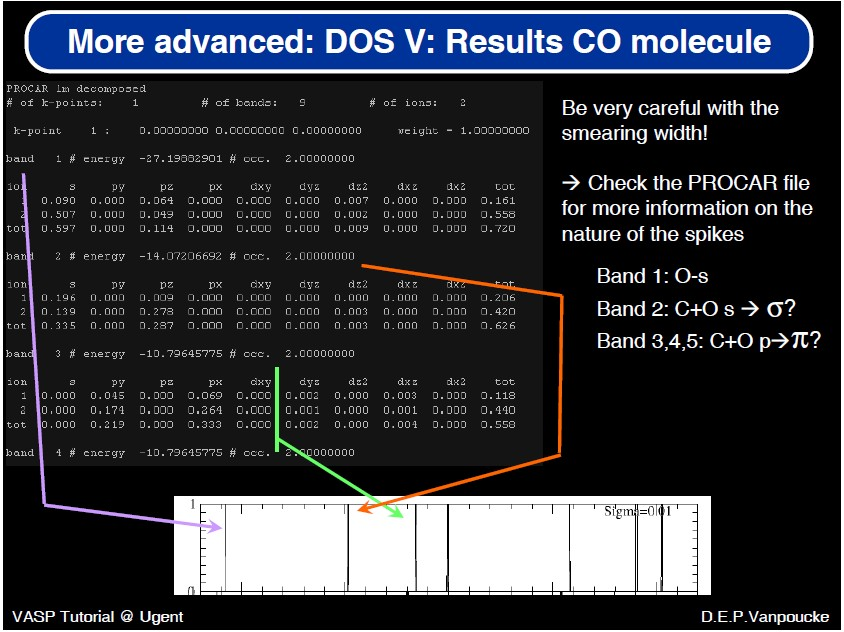 More advanced: DOS V: Results CO molecule
PROCAR lm decomposed
# of k-points: 1 # of bands: 9 # of ions: 2
k-point 1 : 0.00000000 0.00000000 0.00000000 weight = 1.00000000
band 1 # energy -27.19882901 # occ. 2.00000000
ion s py pz px dxy dyz dz2 dxz dx2 tot
1 0.090 0.000 0.064 0.000 0.000 0.000 0.007 0.000 0.000 0.161
2 0.507 0.000 0.049 0.000 0.000 0.000 0.002 0.000 0.000 0.558
tot 0.597 0.000 0.114 0.000 0.000 0.000 0.009 0.000 0.000 0.720
band 2 # energy -14.07206692 # occ. 2.00000000
ion s py pz px dxy dyz dz2 dxz dx2 tot
1 0.196 0.000 0.009 0.000 0.000 0.000 0.000 0.000 0.000 0.206
2 0.139 0.000 0.278 0.000 0.000 0.000 0.003 0.000 0.000 0.420
tot 0.335 0.000 0.287 0.000 0.000 0.000 0.003 0.000 0.000 0.626
band 3 # energy -10.79645775 # occ. 2.00000000
ion s py pz px dxy dyz dz2 dxz dx2 tot
1 0.000 0.045 0.000 0.069 0.000 0.002 0.000 0.003 0.000 0.118
2 0.000 0.174 0.000 0.264 0.000 0.001 0.000 0.001 0.000 0.440
tot 0.000 0.219 0.000 0.333 0.000 0.002 0.000 0.004 0.000 0.558
band 4 # energy -10.79645775 # occ. 2.00000000
Be very careful with the
smearing width!
→ Check the PROCAR file
for more information on the
nature of the spikes
Band 1: O-s
Band 2: C+O s → σ?
Band 3,4,5: C+O p→π?
1
Sigma=0.01
0
VASP Tutorial @ Ugent
D.E.P.Vanpoucke